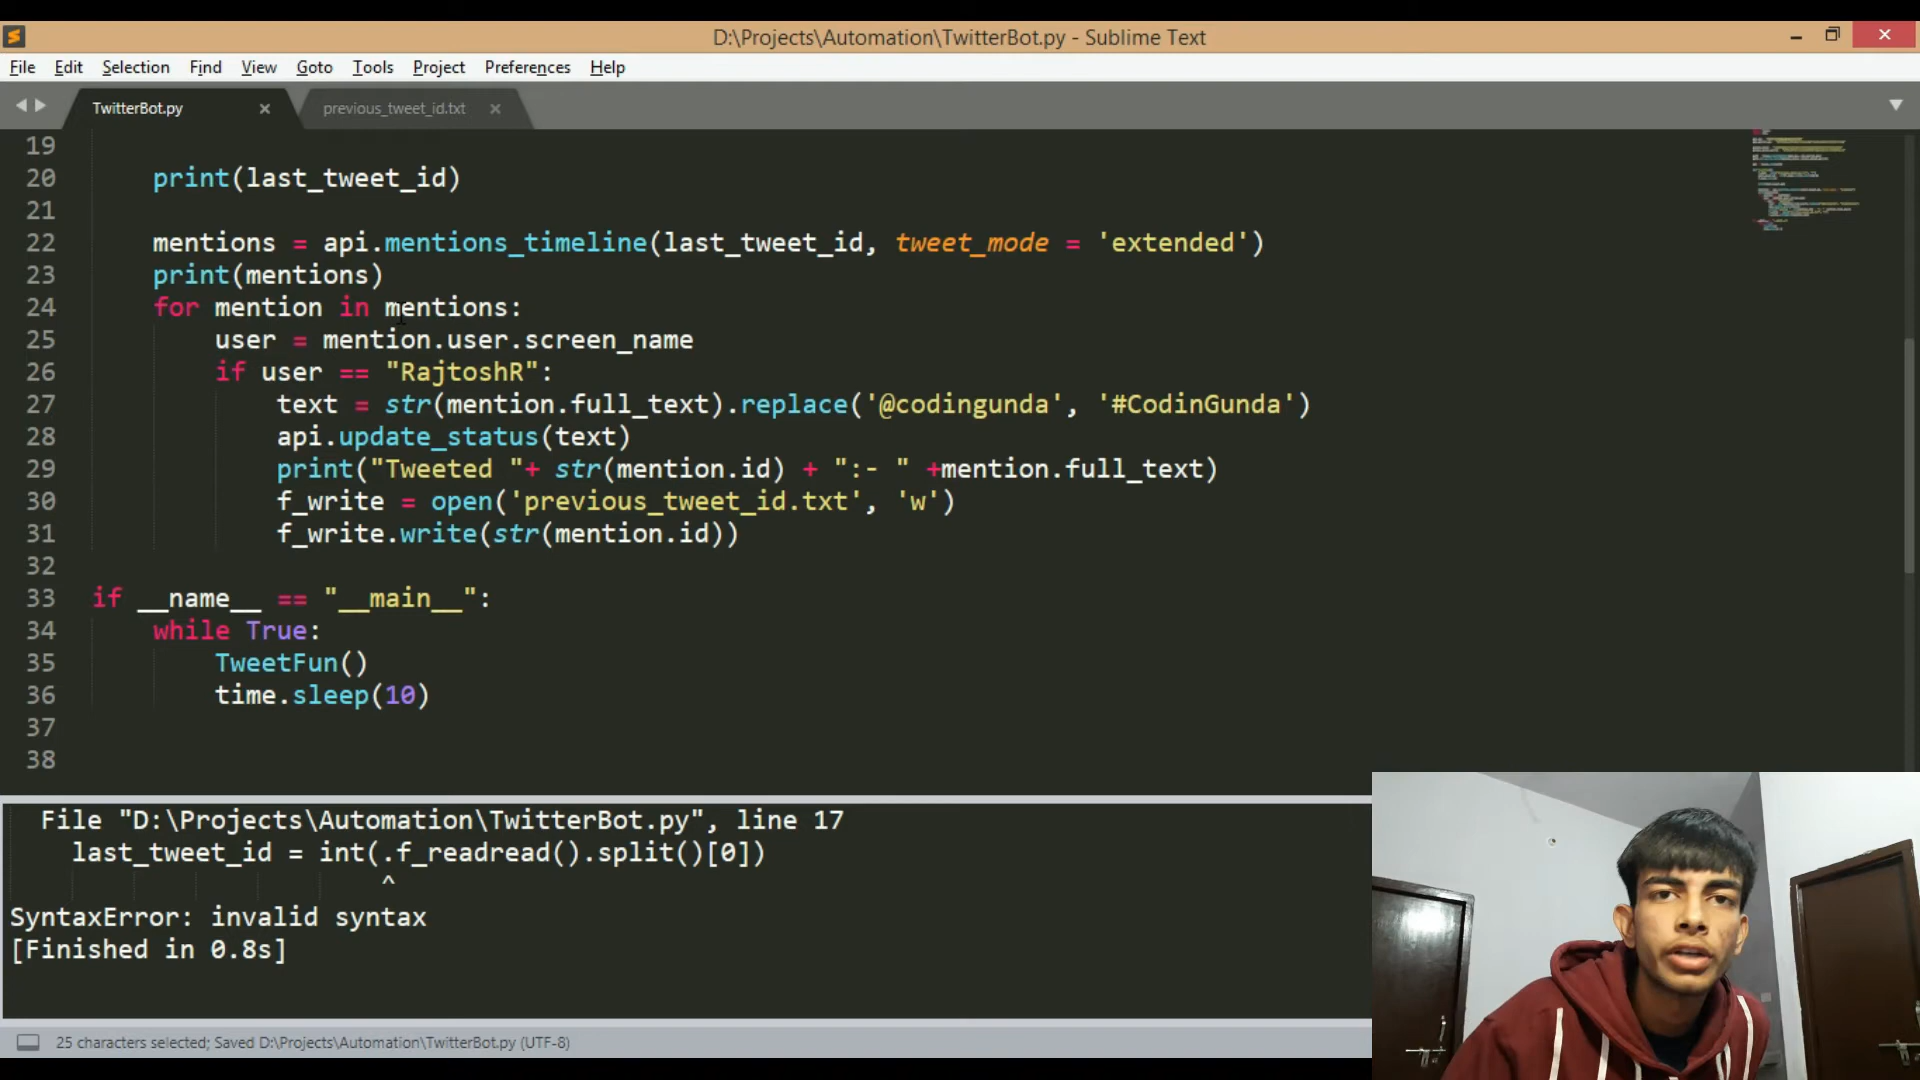 D:\Projects\Automation\TwitterBot.py - Sublime Text
File Edit Selection Find View Goto Tools Project Preferences Help
TwitterBot.py previous_tweet_id.txt
19
20 print(last_tweet_id)
21
22 mentions = api.mentions_timeline(last_tweet_id, tweet_mode = 'extended')
23 print(mentions)
24 for mention in mentions:
25 user = mention.user.screen_name
26 if user == "RajtoshR":
27 text = str(mention.full_text).replace('@codingunda', '#CodinGunda')
28 api.update_status(text)
29 print("Tweeted "+ str(mention.id) + ":- " +mention.full_text)
30 f_write = open('previous_tweet_id.txt', 'w')
31 f_write.write(str(mention.id))
32
33 if __name__ == "__main__":
34 while True:
35 TweetFun()
36 time.sleep(10)
37
38
File "D:\Projects\Automation\TwitterBot.py", line 17
last_tweet_id = int(.f_readread().split()[0])
^
SyntaxError: invalid syntax
[Finished in 0.8s]
25 characters selected; Saved D:\Projects\Automation\TwitterBot.py (UTF-8)